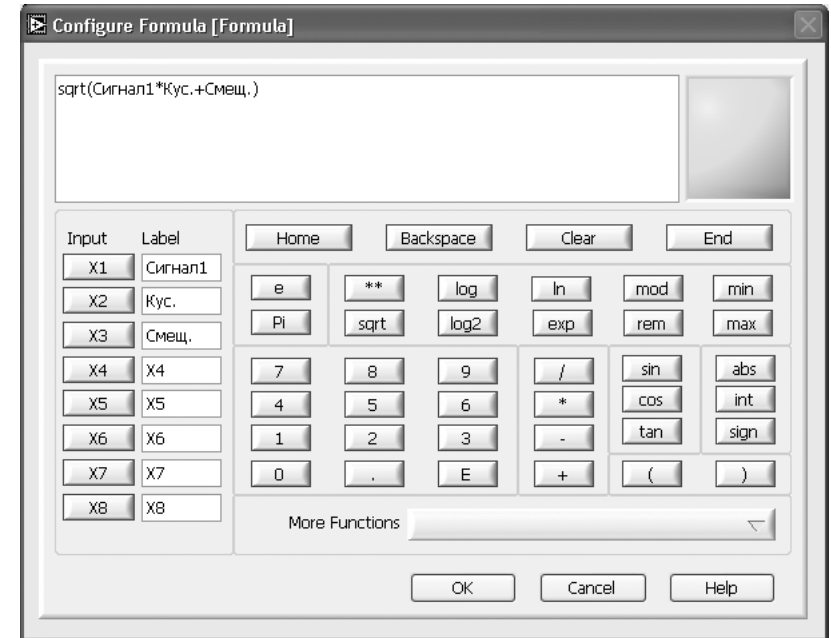 Configure Formula [Formula]
sqrt(Сигнал1*Кус.+Смещ.)
Input Label Home Backspace Clear End
X1 Сигнал1
e ** log ln mod min
X2 Кус.
Pi sqrt log2 exp rem max
X3 Смещ.
X4 X4 7 8 9 / sin abs
X5 X5 4 5 6 * cos int
X6 X6 1 2 3 - tan sign
X7 X7 0 . E + ( )
X8 X8
More Functions
OK Cancel Help